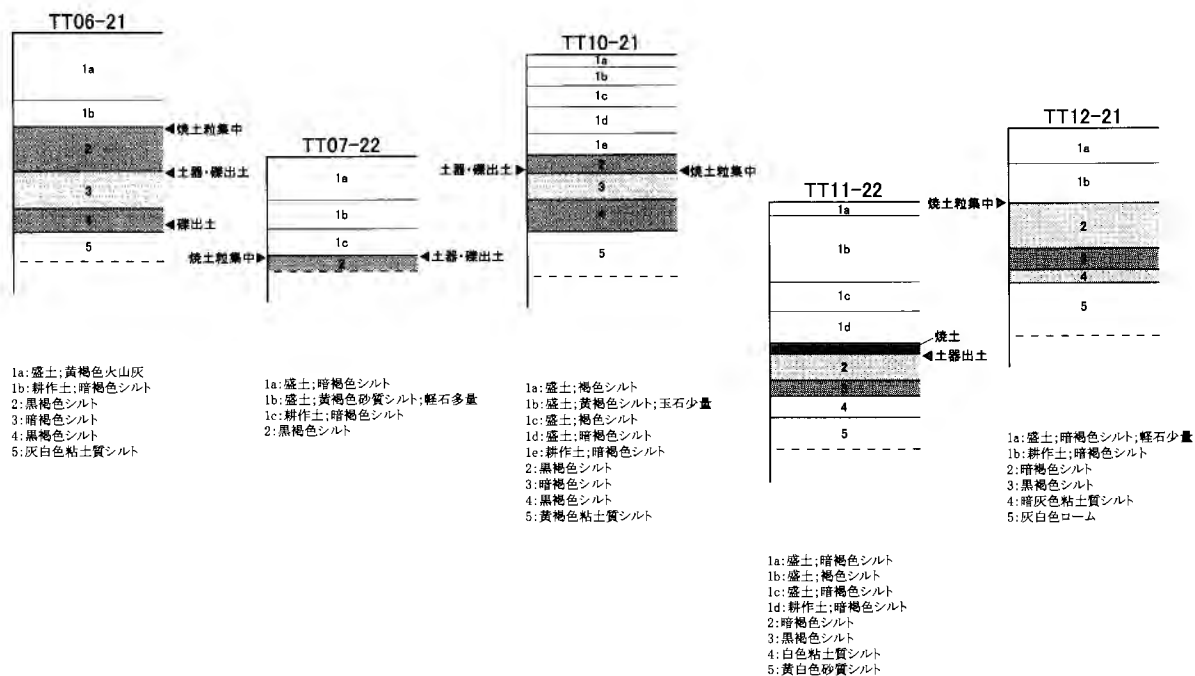 TT06-21
1a
1b
◀焼土粒集中
2
◀土器・礫出土
3
4
◀礫出土
5
1a:盛土;黄褐色火山灰
1b:耕作土;暗褐色シルト
2:黒褐色シルト
3:暗褐色シルト
4:黒褐色シルト
5:灰白色粘土質シルト
TT07-22
1a
1b
1c
焼土粒集中▶
◀土器・礫出土
2
1a:盛土;暗褐色シルト
1b:盛土;黄褐色砂質シルト;軽石多量
1c:耕作土;暗褐色シルト
2:黒褐色シルト
TT10-21
1a
1b
1c
1d
1e
土器・礫出土▶
2
◀焼土粒集中
3
4
5
1a:盛土;褐色シルト
1b:盛土;黄褐色シルト;玉石少量
1c:盛土;褐色シルト
1d:盛土;暗褐色シルト
1e:耕作土;暗褐色シルト
2:黒褐色シルト
3:暗褐色シルト
4:黒褐色シルト
5:黄褐色粘土質シルト
TT11-22
1a
1b
1c
1d
焼土
◀土器出土
2
3
4
5
1a:盛土;暗褐色シルト
1b:盛土;褐色シルト
1c:盛土;暗褐色シルト
1d:耕作土;暗褐色シルト
2:暗褐色シルト
3:黒褐色シルト
4:白色粘土質シルト
5:黄白色砂質シルト
TT12-21
1a
1b
焼土粒集中▶
2
3
4
5
1a:盛土;暗褐色シルト;軽石少量
1b:耕作土;暗褐色シルト
2:暗褐色シルト
3:黒褐色シルト
4:暗灰色粘土質シルト
5:灰白色ローム